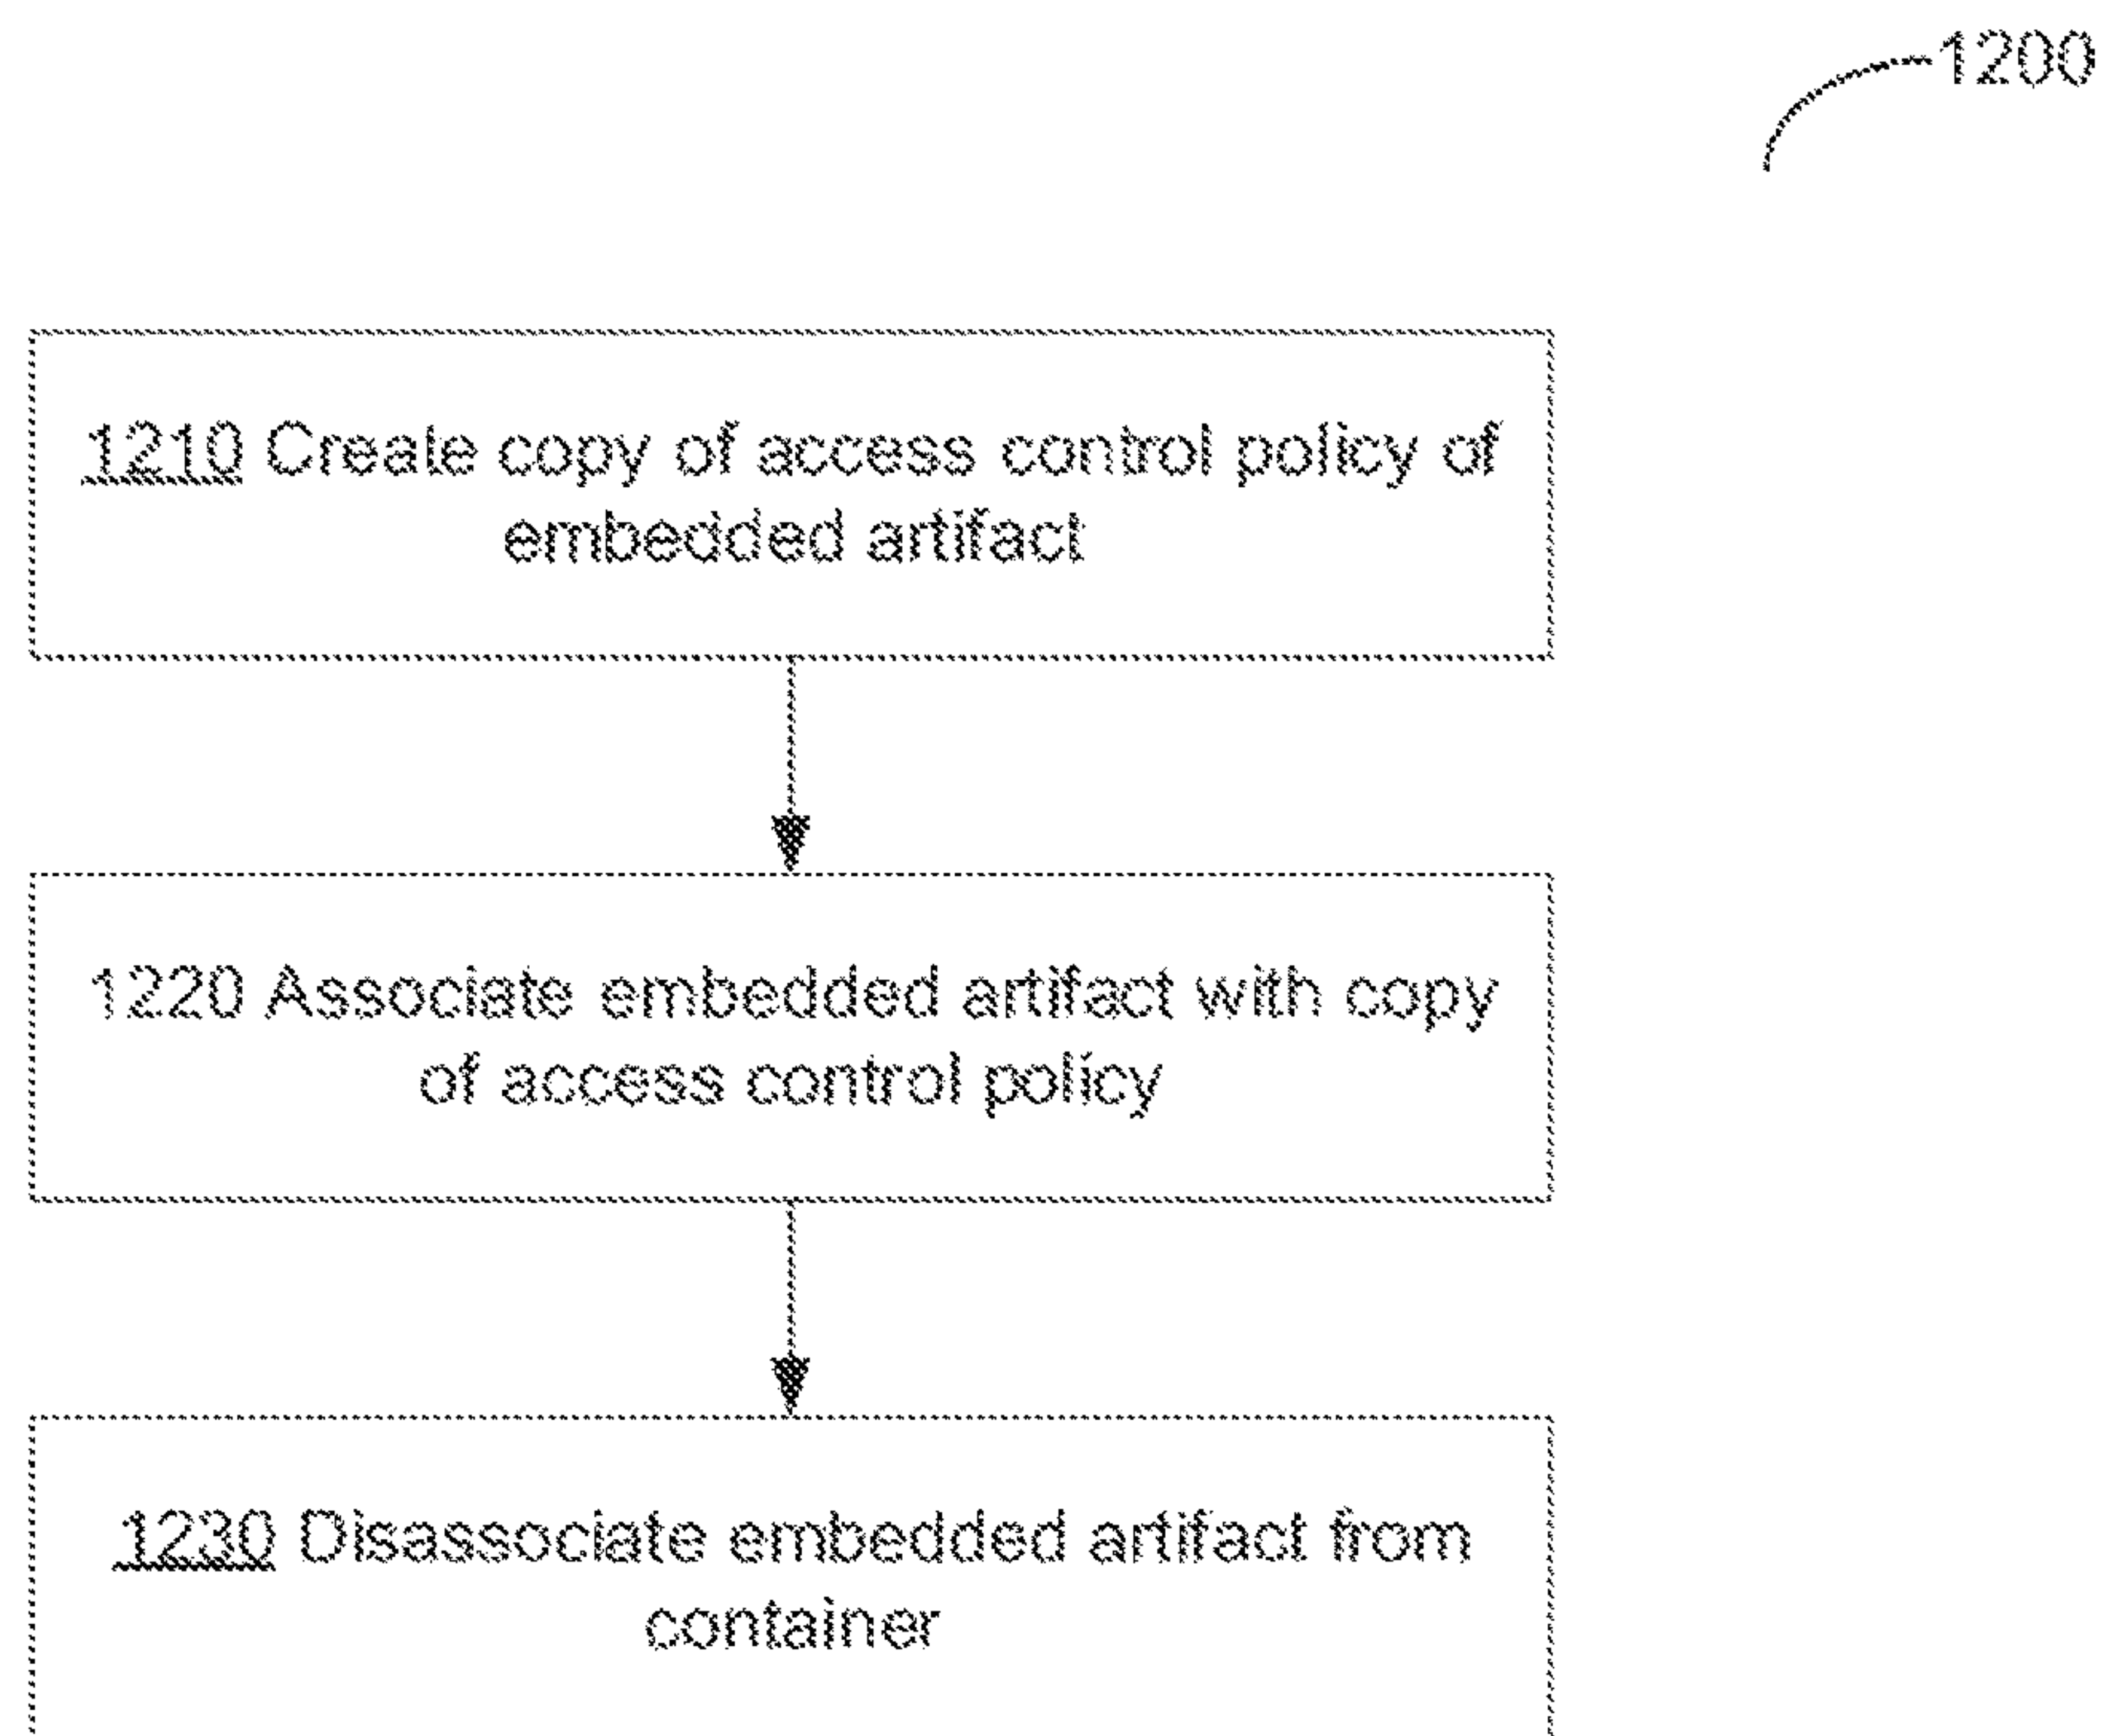 1200
1210 Create copy of access control policy of
embedded artifact
1220 Associate embedded artifact with copy
of access control policy
1230 Disassociate embedded artifact from
container